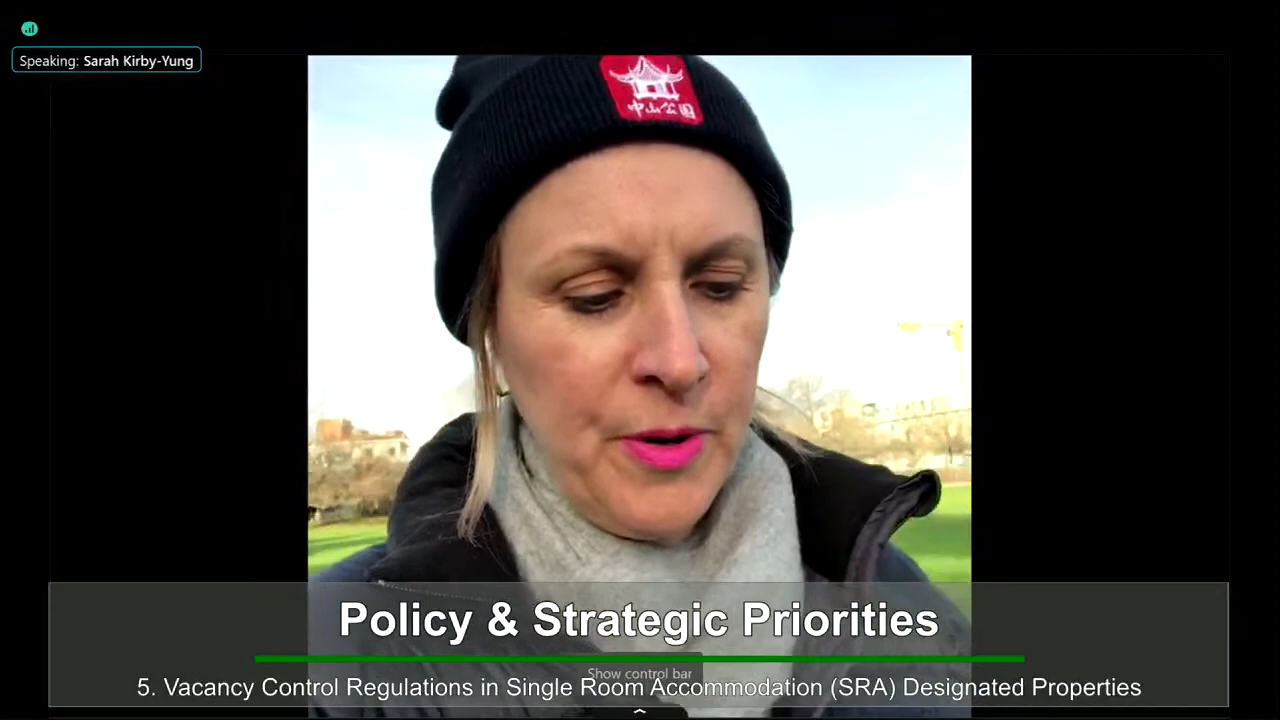 Speaking: Sarah Kirby-Yung
中山公园
Policy & Strategic Priorities
Show control bar
5. Vacancy Control Regulations in Single Room Accommodation (SRA) Designated Properties